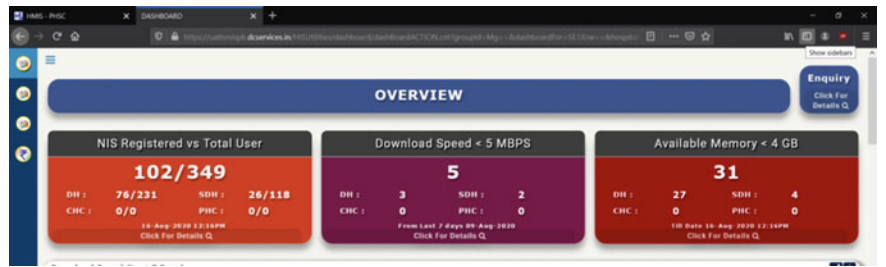 HMIS - PHSC
DASHBOARD
Show sidebars
OVERVIEW
Enquiry
Click For
Details
NIS Registered vs Total User
102/349
DH : 76/231 SDH : 26/118
CHC : 0/0 PHC : 0/0
16-Aug-2020 12:16PM
Click For Details
Download Speed < 5 MBPS
5
DH : 3 SDH : 2
CHC : 0 PHC : 0
From Last 7 days 09-Aug-2020
Click For Details
Available Memory < 4 GB
31
DH : 27 SDH : 4
CHC : 0 PHC : 0
Till Date 16-Aug-2020 12:16PM
Click For Details